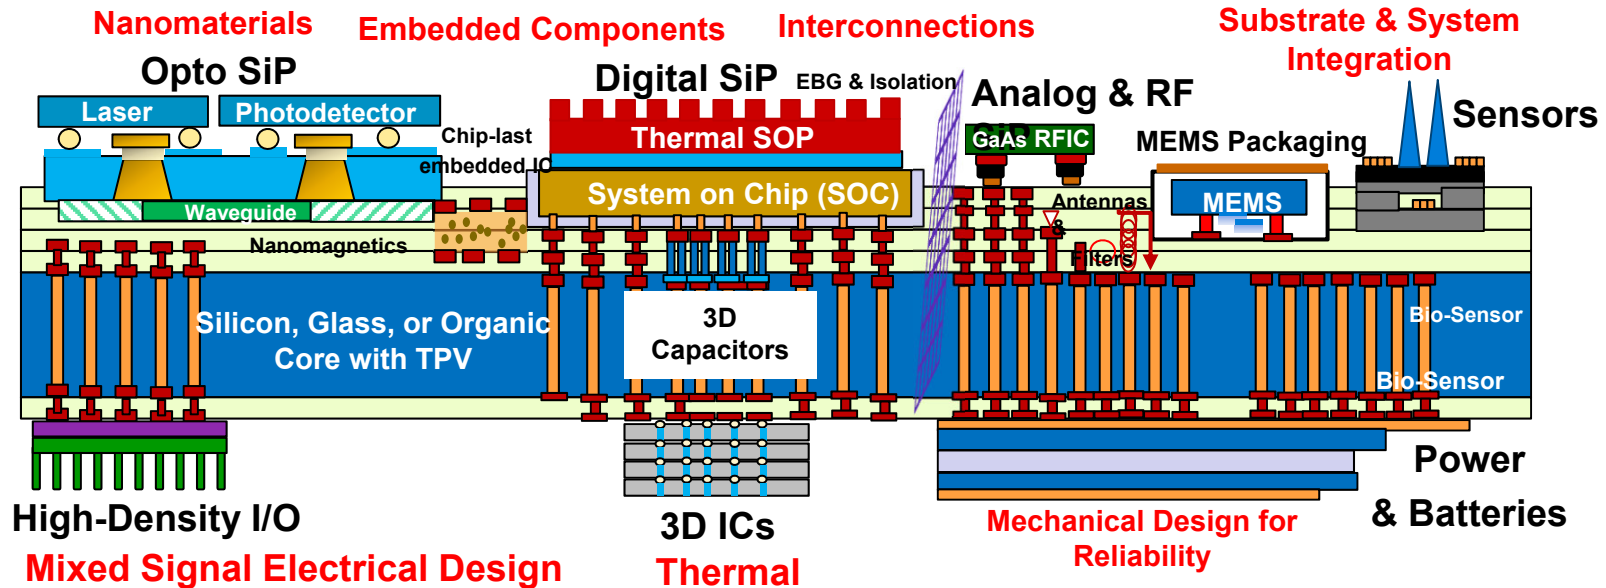 Nanomaterials
Embedded Components
Interconnections
Substrate & System
Integration
Opto SiP
Digital SiP
EBG & Isolation
Analog & RF
SiP
Sensors
Laser
Photodetector
Chip-last
embedded IC
Thermal SOP
GaAs RFIC
MEMS Packaging
System on Chip (SOC)
MEMS
Waveguide
Antennas
&
Filters
Nanomagnetics
Silicon, Glass, or Organic
Core with TPV
3D
Capacitors
Bio-Sensor
Bio-Sensor
High-Density I/O
3D ICs
Power
& Batteries
Mechanical Design for
Reliability
Mixed Signal Electrical Design
Thermal